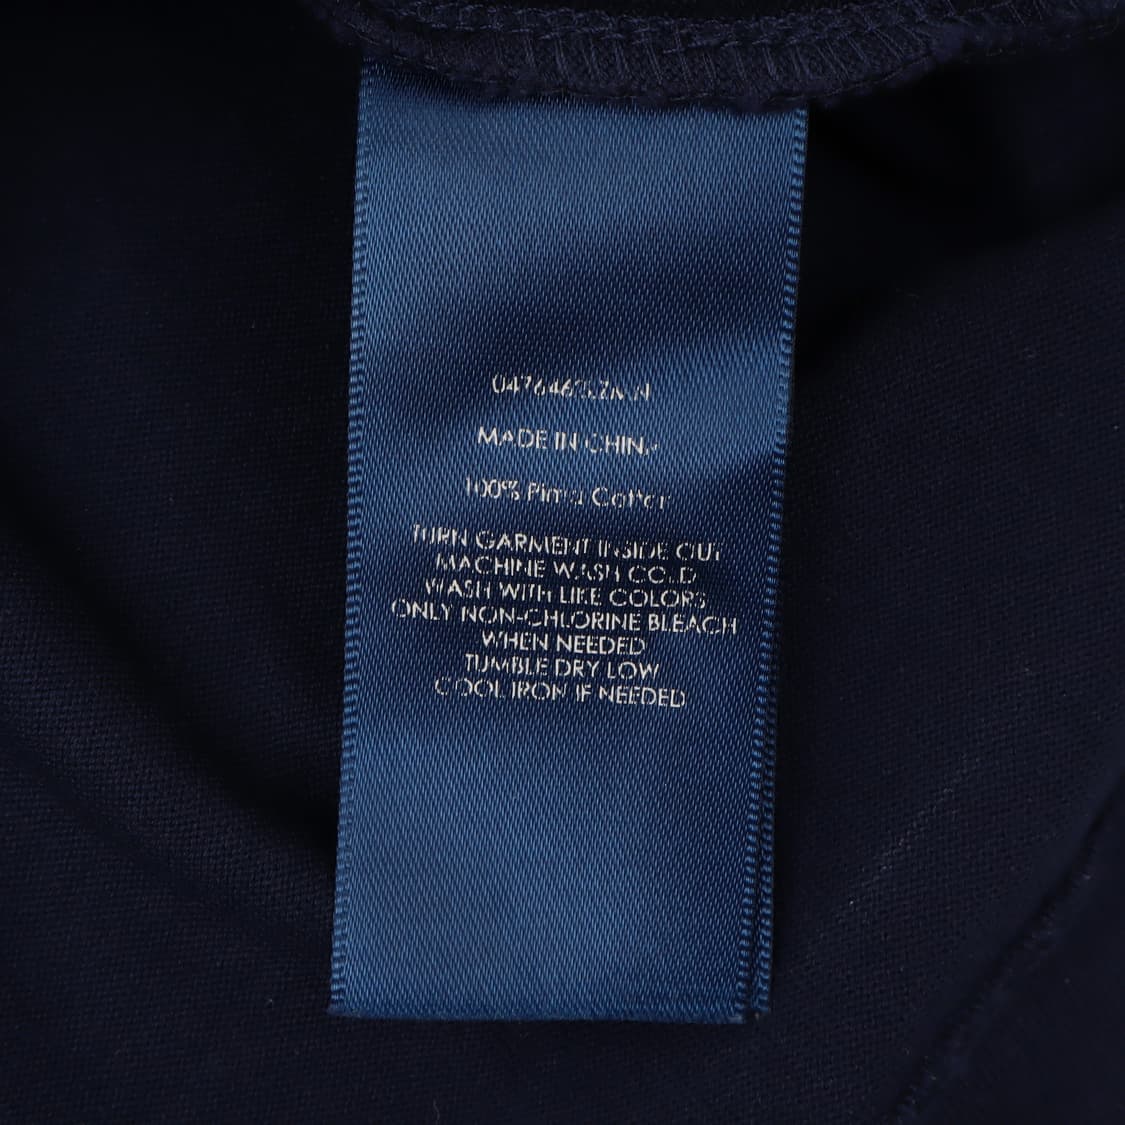 MADE IN CHINA
100% Pima Cotton
TURN GARMENT INSIDE OUT
MACHINE WASH COLD
WASH WITH LIKE COLORS
ONLY NON-CHLORINE BLEACH
WHEN NEEDED
TUMBLE DRY LOW
COOL IRON IF NEEDED